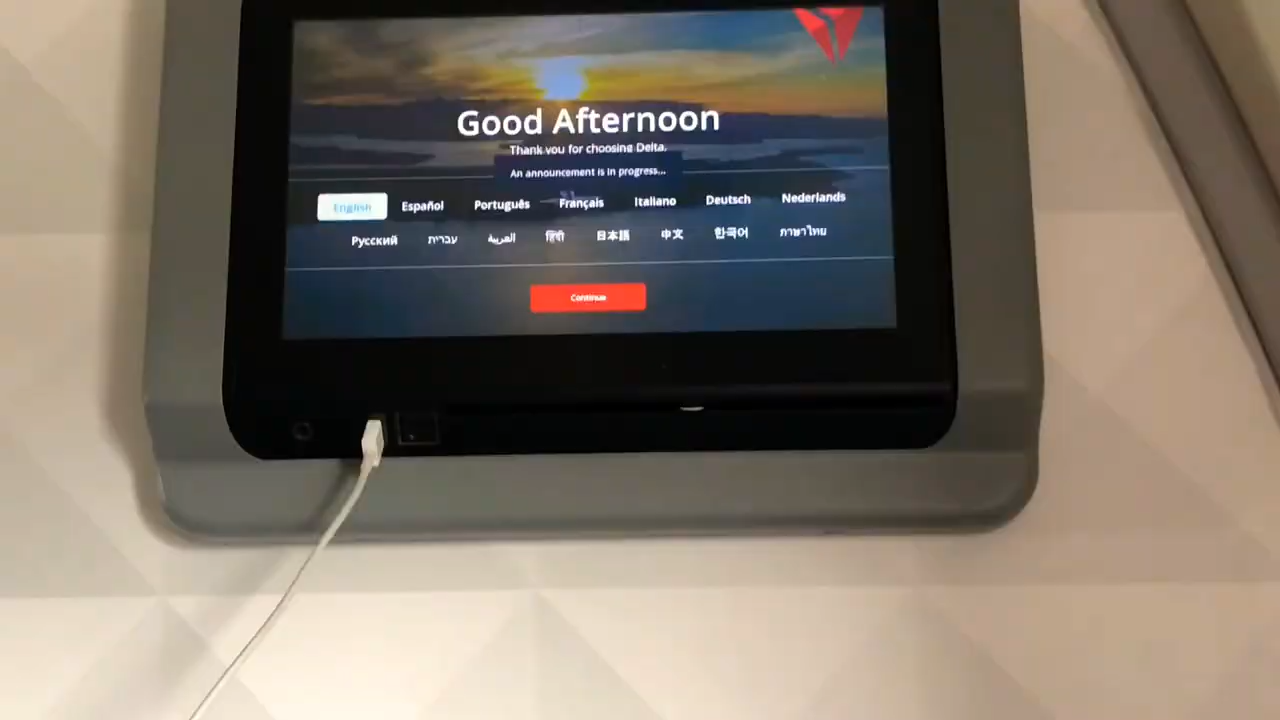 Good Afternoon
Thank you for choosing Delta.
An announcement is in progress...
English Español Português Français Italiano Deutsch Nederlands
Русский עברית العربية हिंदी 日本語 中文 한국어 ภาษาไทย
Continue